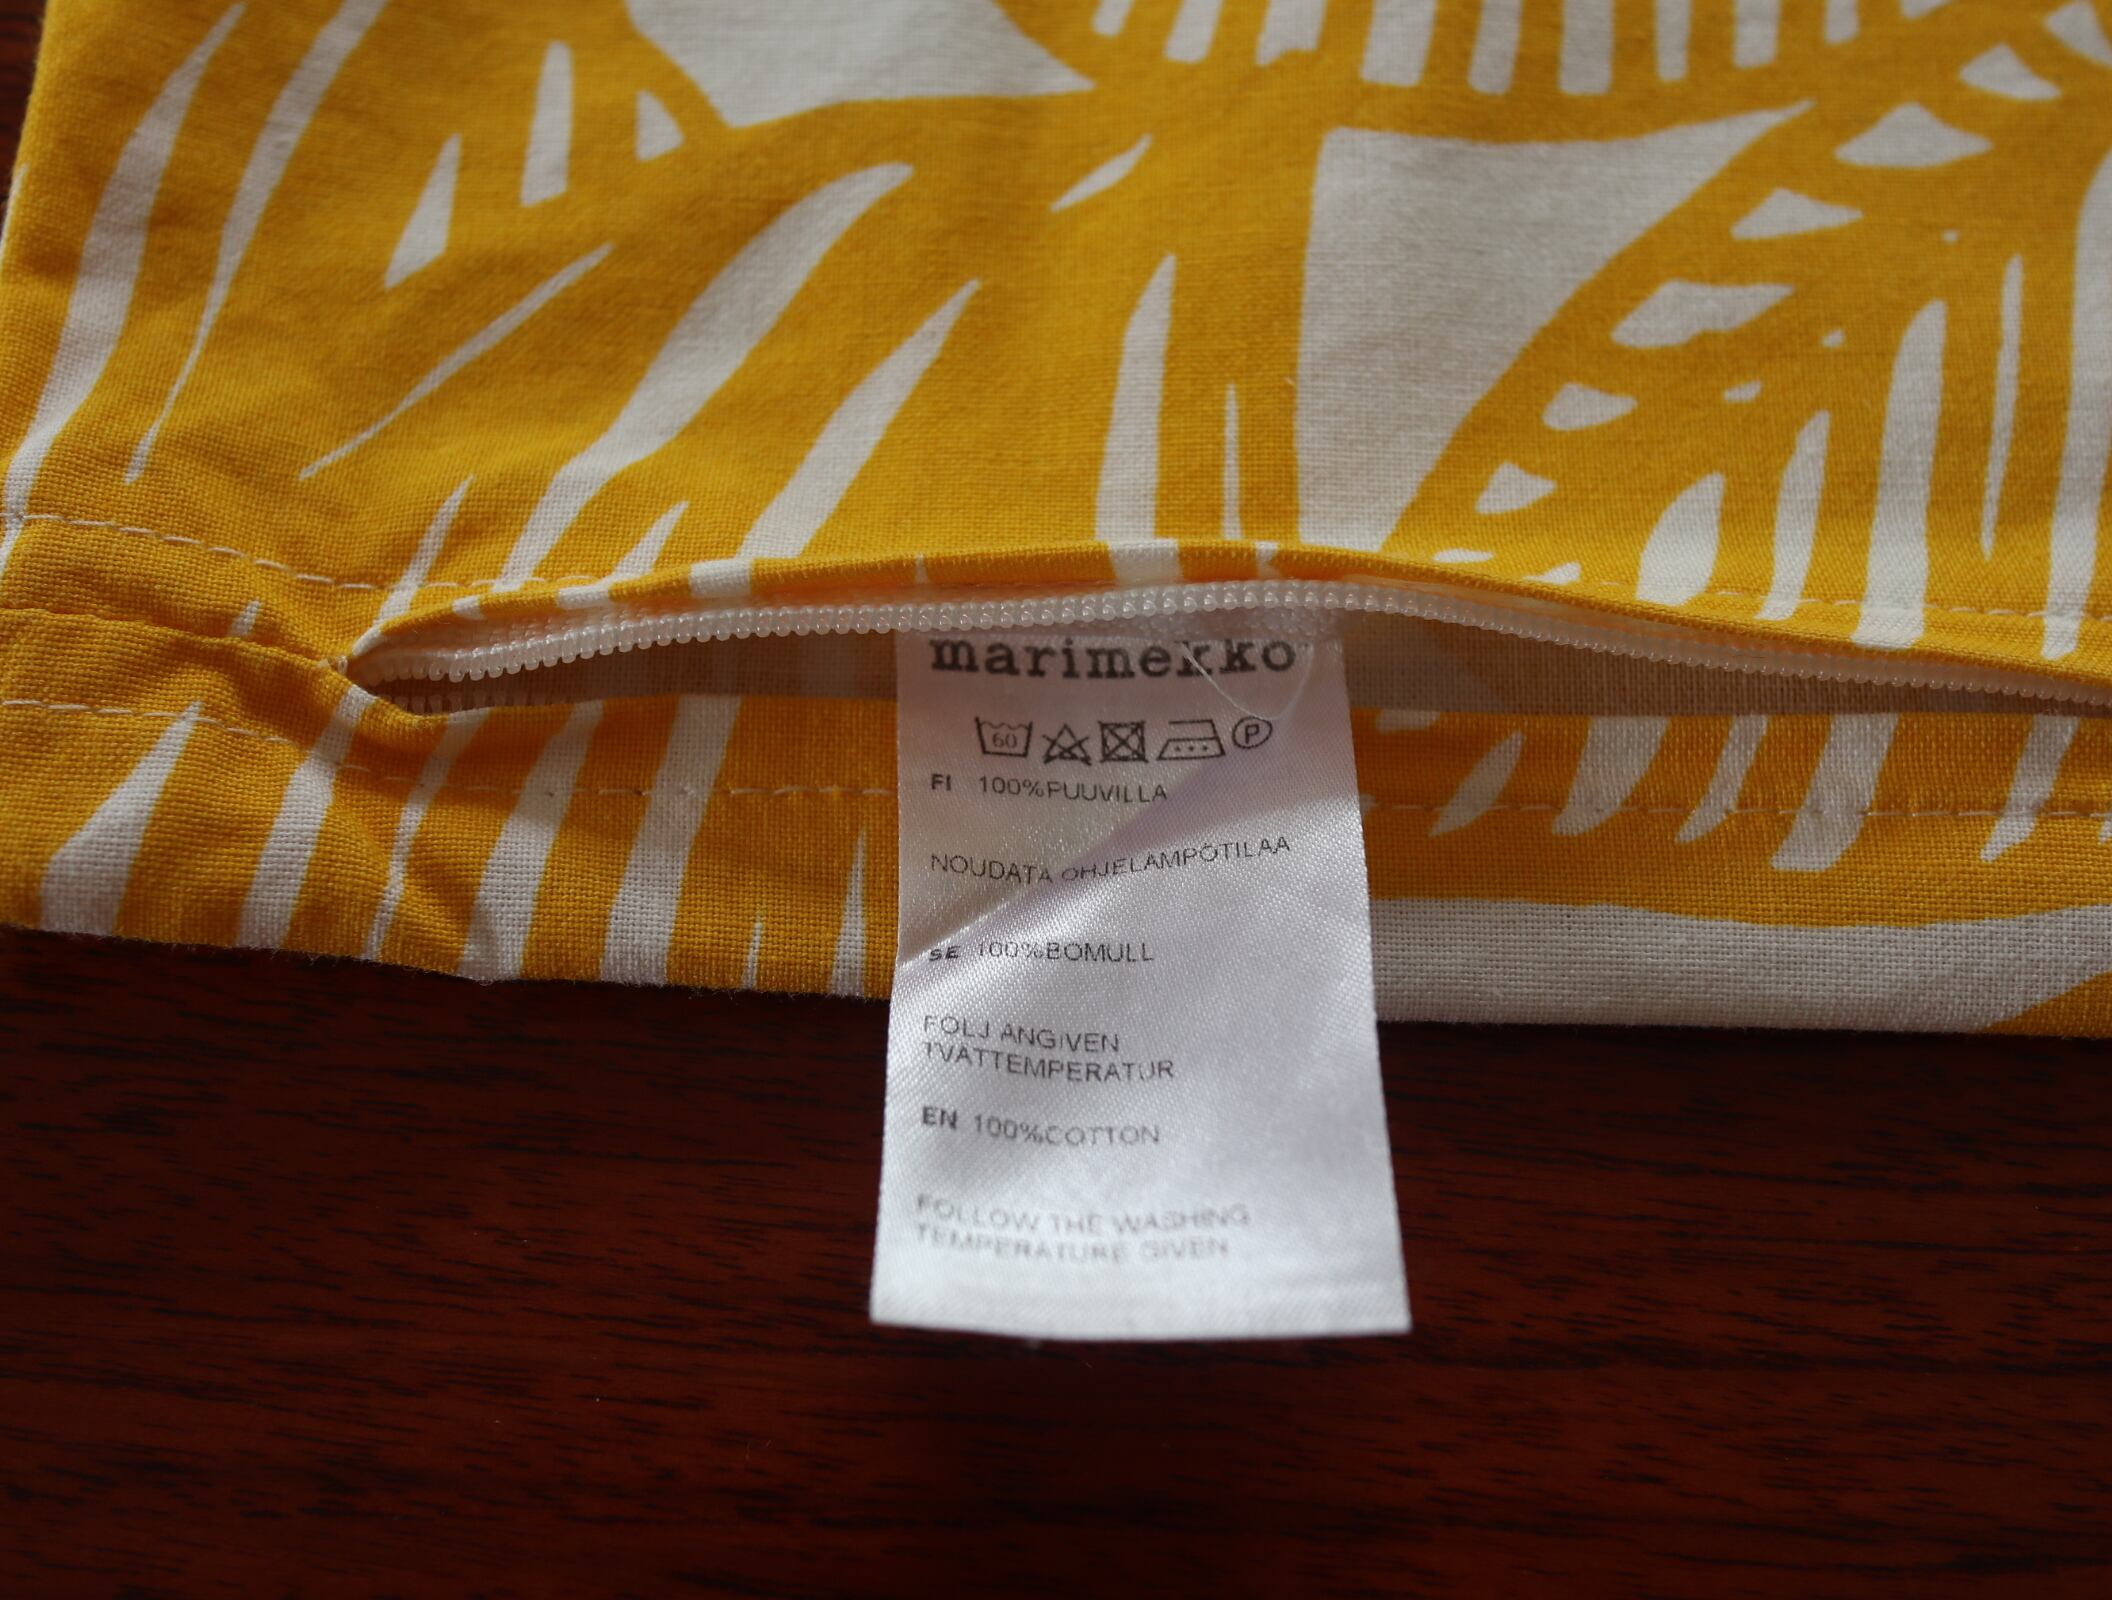 marimekko
60 P
FI 100%PUUVILLA
NOUDATA OHJELÄMPÖTILAA
SE 100%BOMULL
FÖLJ ANGIVEN
TVÄTTEMPERATUR
EN 100%COTTON
FOLLOW THE WASHING
TEMPERATURE GIVEN